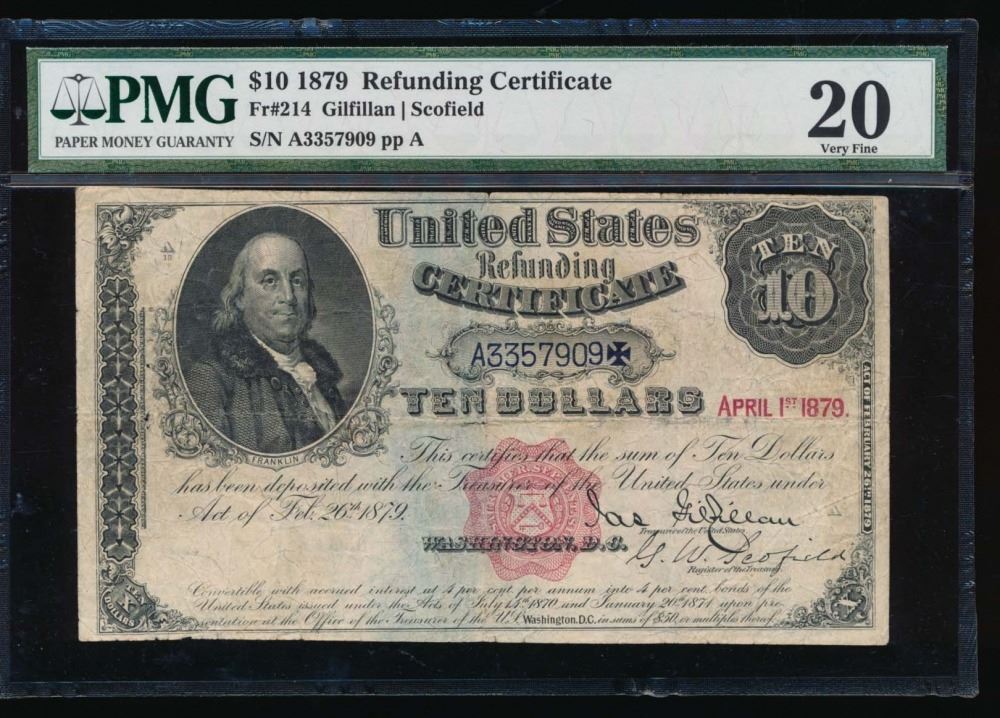 PMG
PAPER MONEY GUARANTY
$10 1879 Refunding Certificate
Fr#214 Gilfillan | Scofield
S/N A3357909 pp A
20
Very Fine
United States
Refunding
CERTIFICATE
TEN
10
A3357909
TEN DOLLARS
APRIL 1ST 1879.
FRANKLIN
This certifies that the sum of Ten Dollars
has been deposited with the Treasurer of the United States under
Act of Feb. 26th 1879.
Jas Gilfillan
Treasurer of the United States
WASHINGTON, D.C.
G. W. Scofield
Register of the Treasury
Convertible with accrued interest at 4 per cent per annum into 4 per cent bonds of the
United States issued under the Acts of July 14th 1870 and January 20th 1871 upon pre-
sentation at the Office of the Treasurer of the U.S. Washington. D.C. in sums of $50, or multiples thereof.
ACT OF FEBRUARY 26TH 1879
X
DOLLARS
X